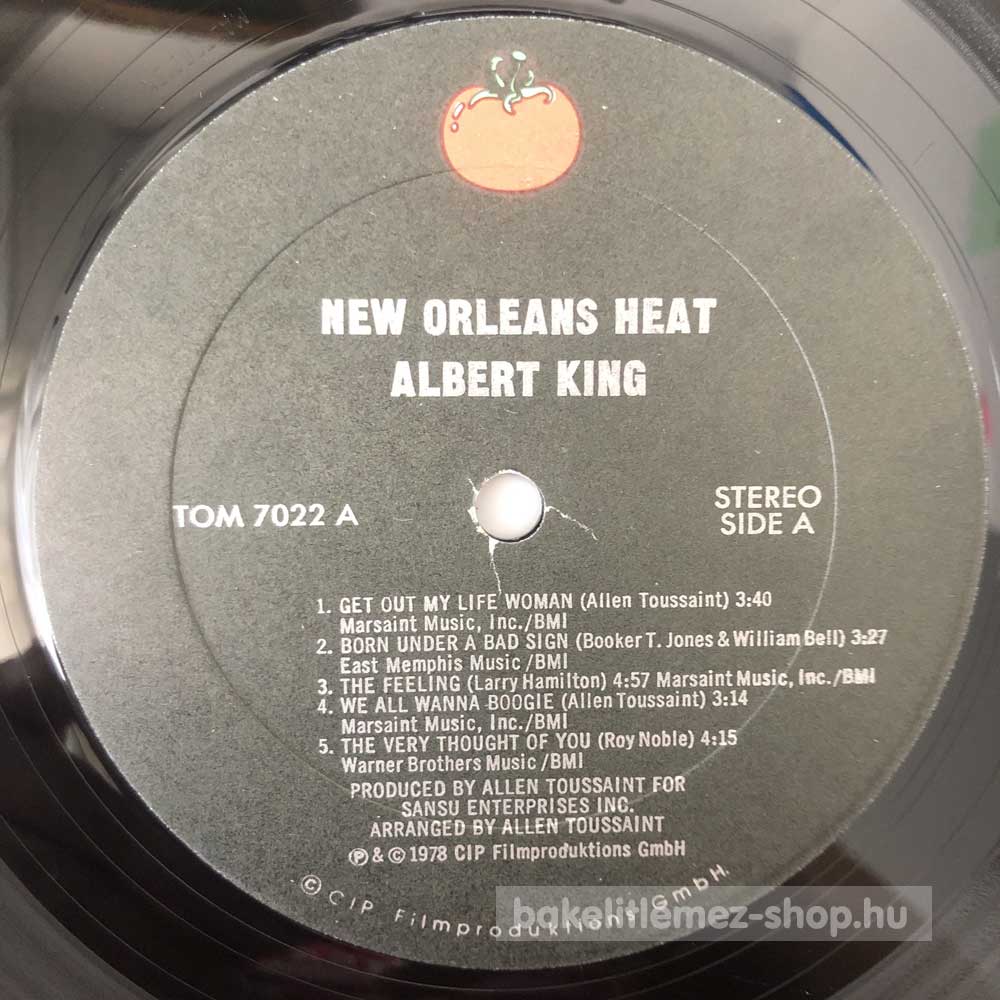 NEW ORLEANS HEAT
ALBERT KING
TOM 7022 A
STEREO
SIDE A
1. GET OUT MY LIFE WOMAN (Allen Toussaint) 3:40
Marsaint Music, Inc./BMI
2. BORN UNDER A BAD SIGN (Booker T. Jones & William Bell) 3:27
East Memphis Music /BMI
3. THE FEELING (Larry Hamilton) 4:57 Marsaint Music, Inc./BMI
4. WE ALL WANNA BOOGIE (Allen Toussaint) 3:14
Marsaint Music, Inc./BMI
5. THE VERY THOUGHT OF YOU (Roy Noble) 4:15
Warner Brothers Music /BMI
PRODUCED BY ALLEN TOUSSAINT FOR
SANSU ENTERPRISES INC.
ARRANGED BY ALLEN TOUSSAINT
℗ & © 1978 CIP Filmproduktions GmbH
© CIP Filmproduktions GmbH.
bakelitlemez-shop.hu